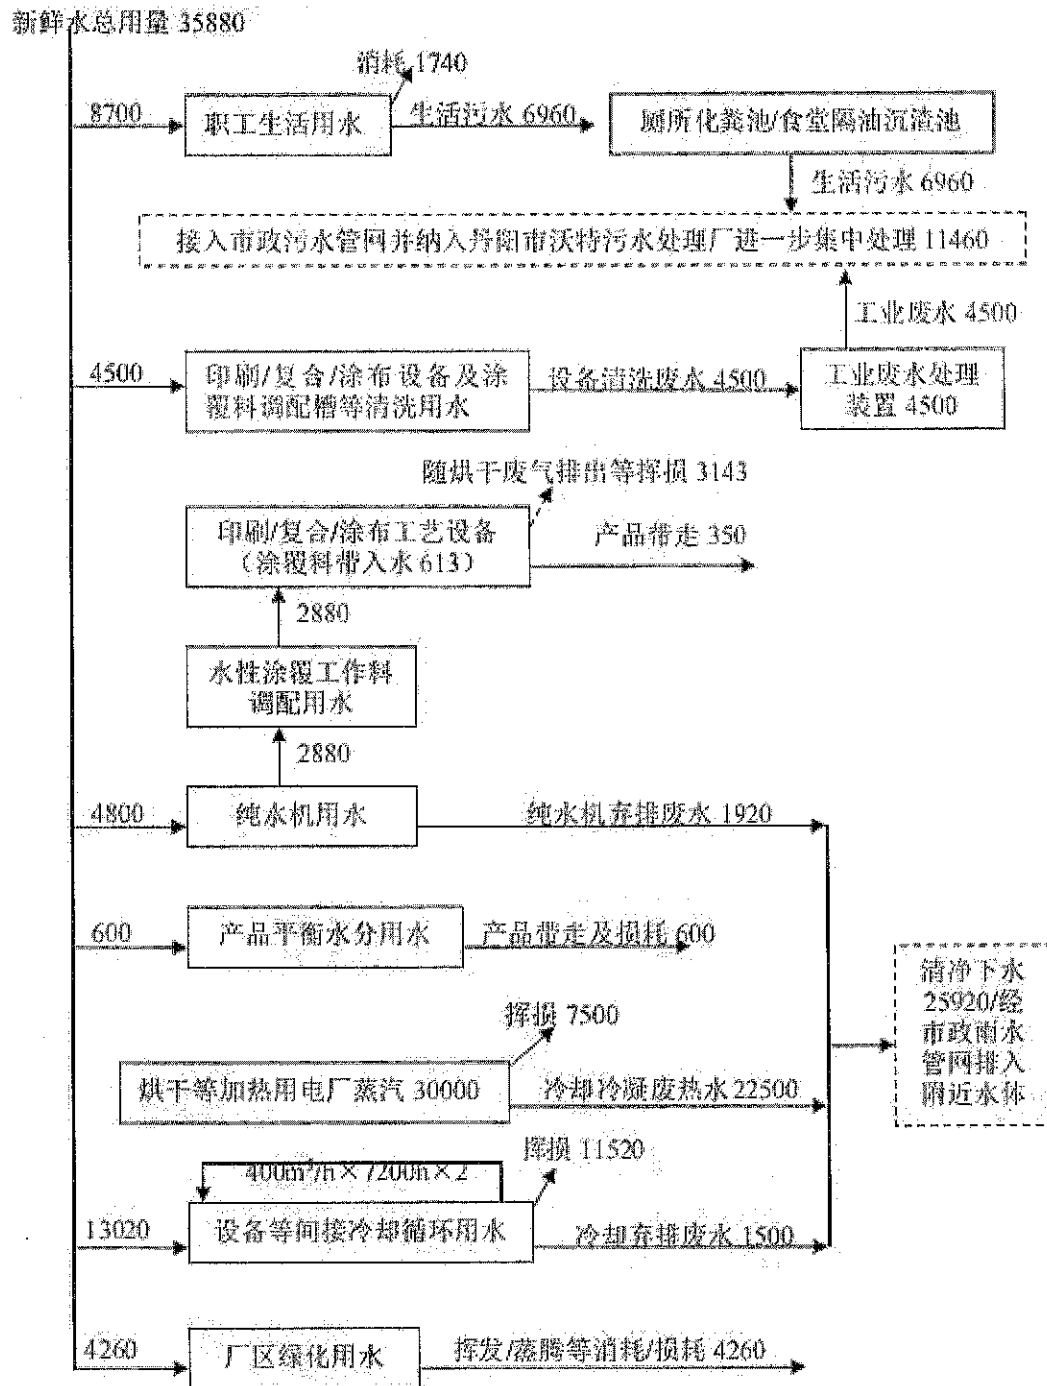 新鲜水总用量 35880
消耗 1740
8700
职工生活用水
生活污水 6960
厕所化粪池/食堂隔油沉渣池
生活污水 6960
接入市政污水管网并纳入丹阳市沃特污水处理厂进一步集中处理 11460
工业废水 4500
4500
印刷/复合/涂布设备及涂
覆料调配槽等清洗用水
设备清洗废水 4500
工业废水处理
装置 4500
随烘干废气排出等挥损 3143
印刷/复合/涂布工艺设备
（涂覆料带入水 613）
产品带走 350
2880
水性涂覆工作料
调配用水
2880
4800
纯水机用水
纯水机弃排废水 1920
600
产品平衡水分用水
产品带走及损耗 600
清净下水
25920/经
市政雨水
管网排入
附近水体
挥损 7500
烘干等加热用电厂蒸汽 30000
冷却冷凝废热水 22500
挥损 11520
400m³/h×7200h×2
13020
设备等间接冷却循环用水
冷却弃排废水 1500
4260
厂区绿化用水
挥发/蒸腾等消耗/损耗 4260